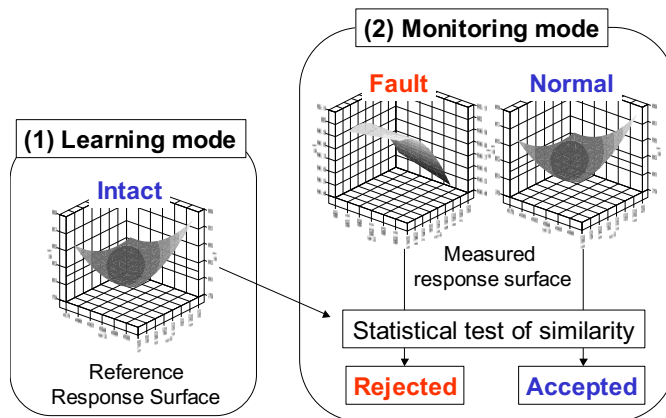 (1) Learning mode
Intact
Reference
Response Surface
(2) Monitoring mode
Fault
Normal
Measured
response surface
Statistical test of similarity
Rejected
Accepted